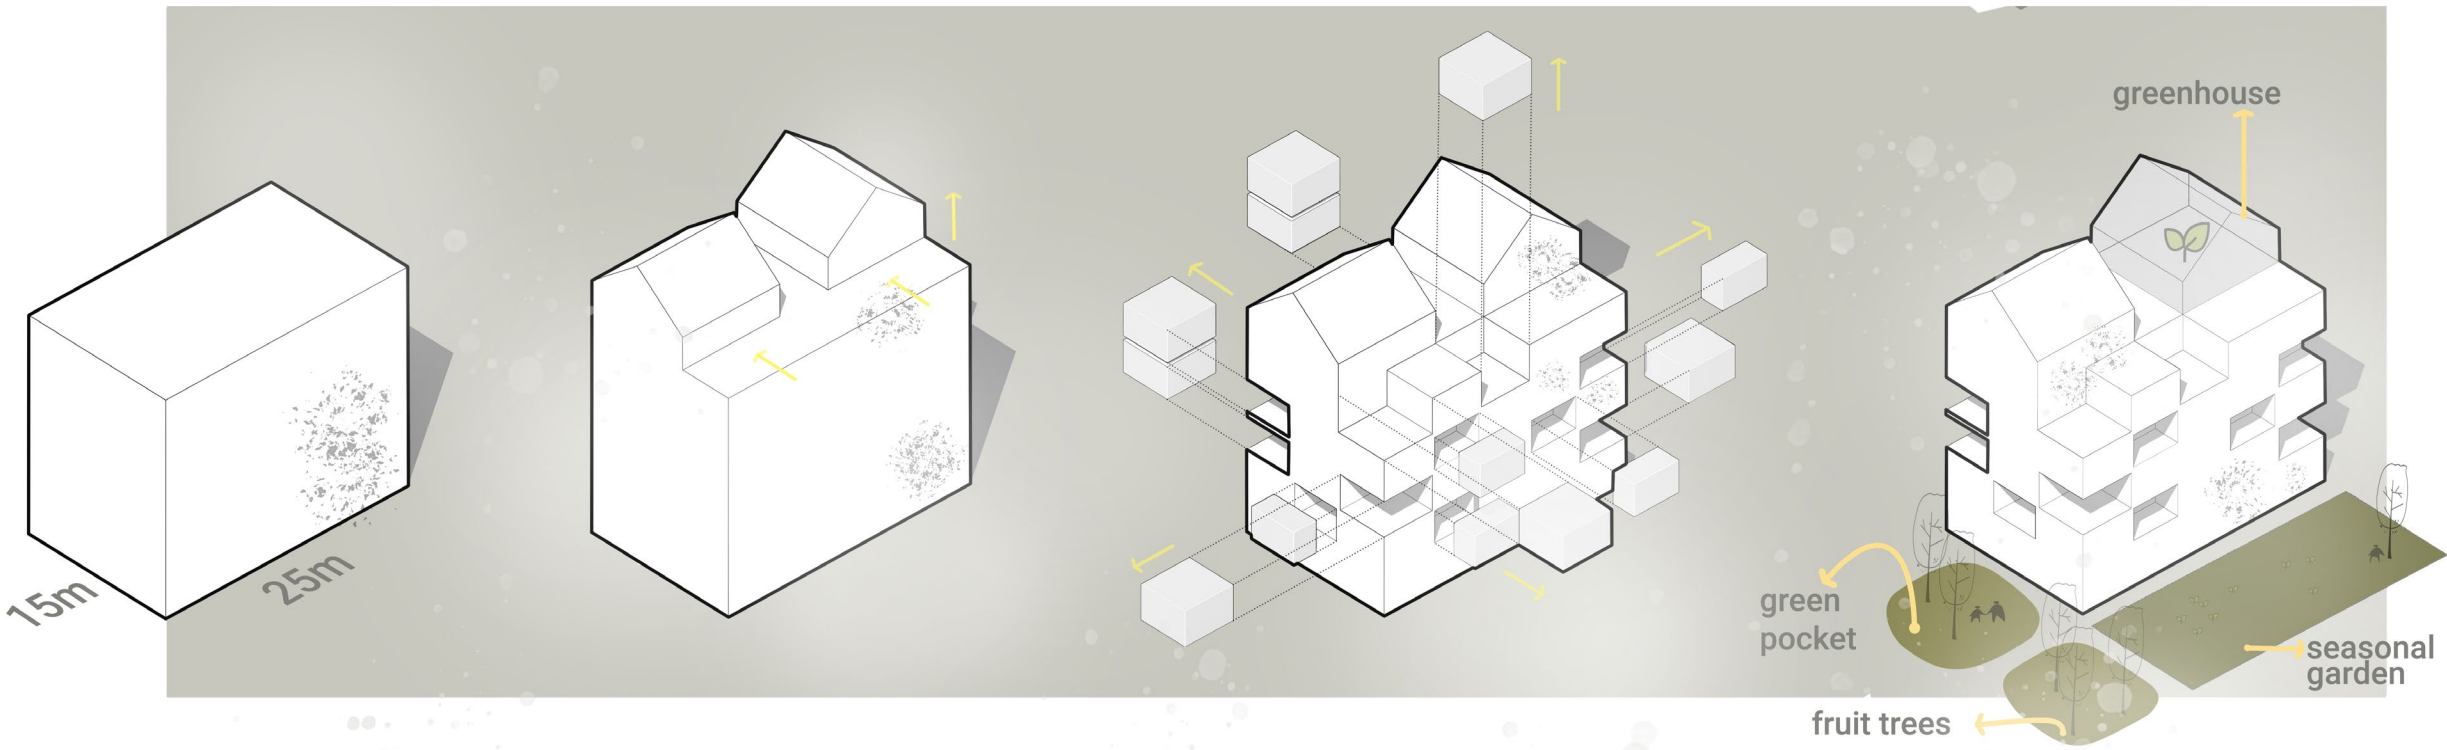 15m
25m
greenhouse
green
pocket
seasonal
garden
fruit trees